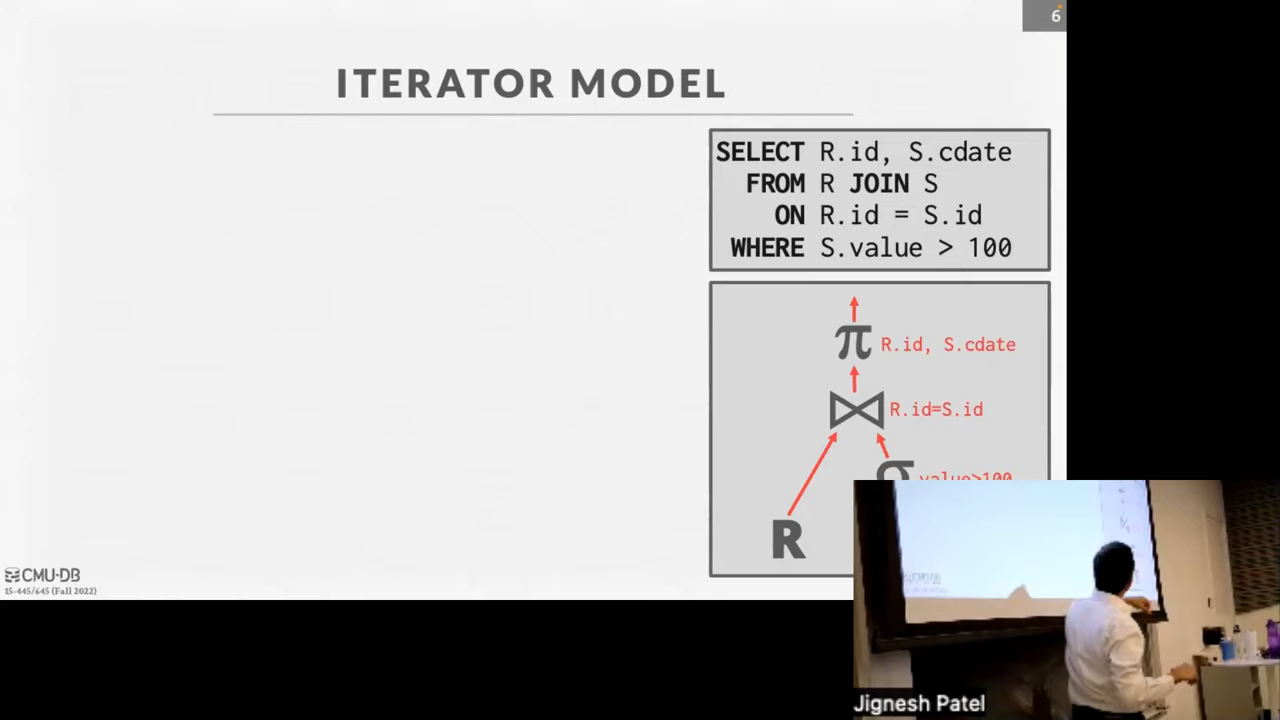 6
ITERATOR MODEL
SELECT R.id, S.cdate
FROM R JOIN S
ON R.id = S.id
WHERE S.value > 100
π R.id, S.cdate
⋈ R.id=S.id
σ value>100
R
CMU·DB
15-445/645 (Fall 2022)
Jignesh Patel